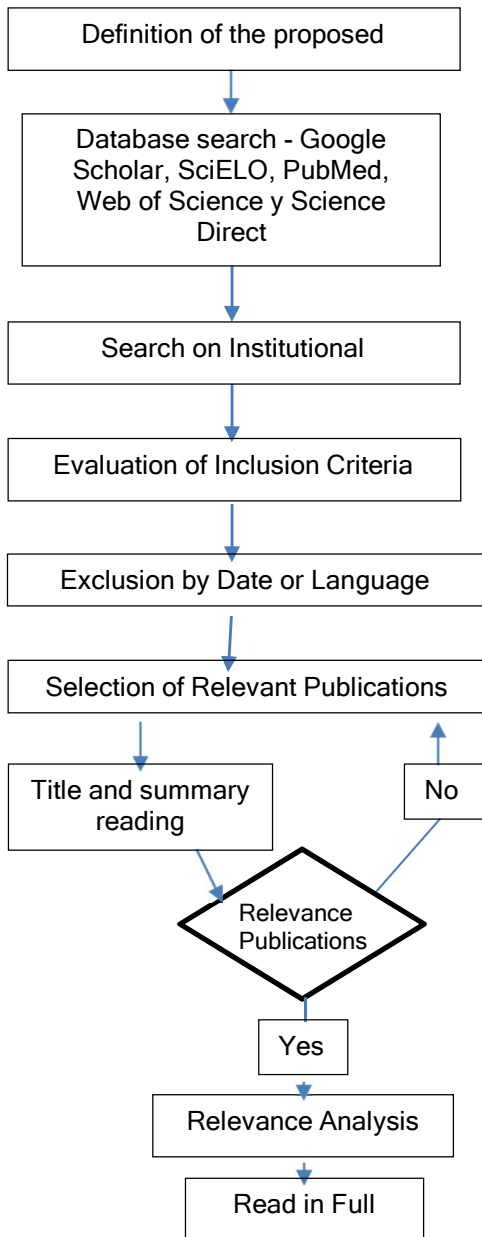 Definition of the proposed
Database search - Google
Scholar, SciELO, PubMed,
Web of Science y Science
Direct
Search on Institutional
Evaluation of Inclusion Criteria
Exclusion by Date or Language
Selection of Relevant Publications
Title and summary
reading
No
Relevance
Publications
Yes
Relevance Analysis
Read in Full